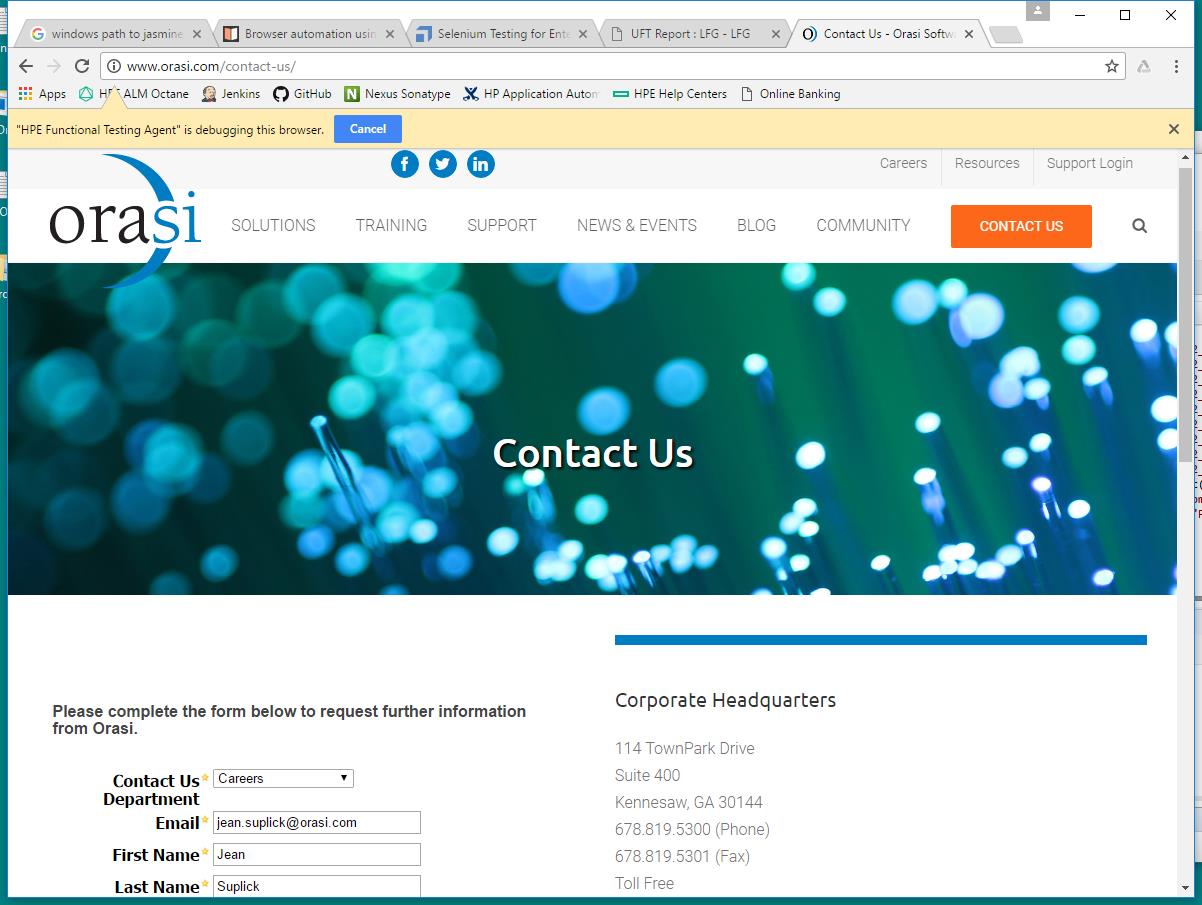 windows path to jasmine
Browser automation usin
Selenium Testing for Ente
UFT Report : LFG - LFG
Contact Us - Orasi Softw
www.orasi.com/contact-us/
Apps
ALM Octane
Jenkins
GitHub
Nexus Sonatype
HP Application Autom
HPE Help Centers
Online Banking
"HPE Functional Testing Agent" is debugging this browser.
Cancel
Careers
Resources
Support Login
orasi
SOLUTIONS
TRAINING
SUPPORT
NEWS & EVENTS
BLOG
COMMUNITY
CONTACT US
Contact Us
Please complete the form below to request further information
from Orasi.
Contact Us
Department
Careers
Email
jean.suplick@orasi.com
First Name
Jean
Last Name
Suplick
Corporate Headquarters
114 TownPark Drive
Suite 400
Kennesaw, GA 30144
678.819.5300 (Phone)
678.819.5301 (Fax)
Toll Free